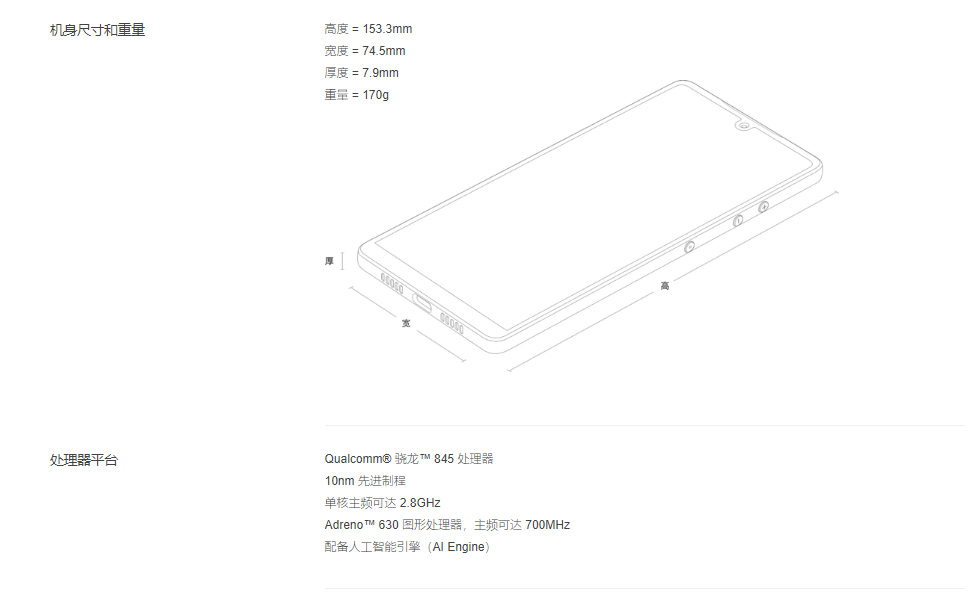 机身尺寸和重量
高度 = 153.3mm
宽度 = 74.5mm
厚度 = 7.9mm
重量 = 170g
厚
宽
高
处理器平台
Qualcomm® 骁龙™ 845 处理器
10nm 先进制程
单核主频可达 2.8GHz
Adreno™ 630 图形处理器，主频可达 700MHz
配备人工智能引擎（AI Engine）